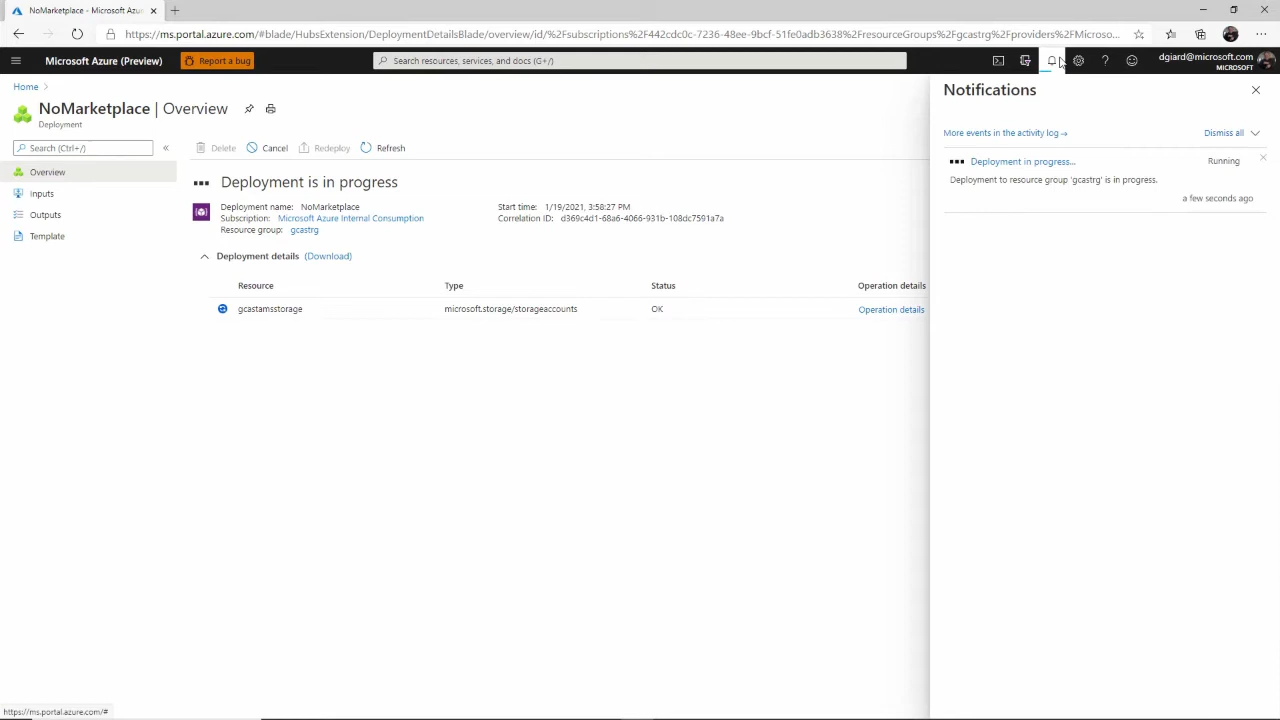 NoMarketplace - Microsoft Azur
https://ms.portal.azure.com/#blade/HubsExtension/DeploymentDetailsBlade/overview/id/%2Fsubscriptions%2F442cdc0c-7236-48ee-9bcf-51fe0adb3638%2FresourceGroups%2Fgcastrg%2Fproviders%2FMicroso...
Microsoft Azure (Preview)
Report a bug
Search resources, services, and docs (G+/)
dgiard@microsoft.com
MICROSOFT
Home
NoMarketplace | Overview
Deployment
Search (Ctrl+/)
Overview
Inputs
Outputs
Template
Delete
Cancel
Redeploy
Refresh
Deployment is in progress
Deployment name: NoMarketplace
Subscription: Microsoft Azure Internal Consumption
Resource group: gcastrg
Start time: 1/19/2021, 3:58:27 PM
Correlation ID: d369c4d1-68a6-4066-931b-108dc7591a7a
Deployment details (Download)
Resource Type Status Operation details
gcastamsstorage microsoft.storage/storageaccounts OK Operation details
Notifications
More events in the activity log→
Dismiss all
Deployment in progress...
Running
Deployment to resource group 'gcastrg' is in progress.
a few seconds ago
https://ms.portal.azure.com/#